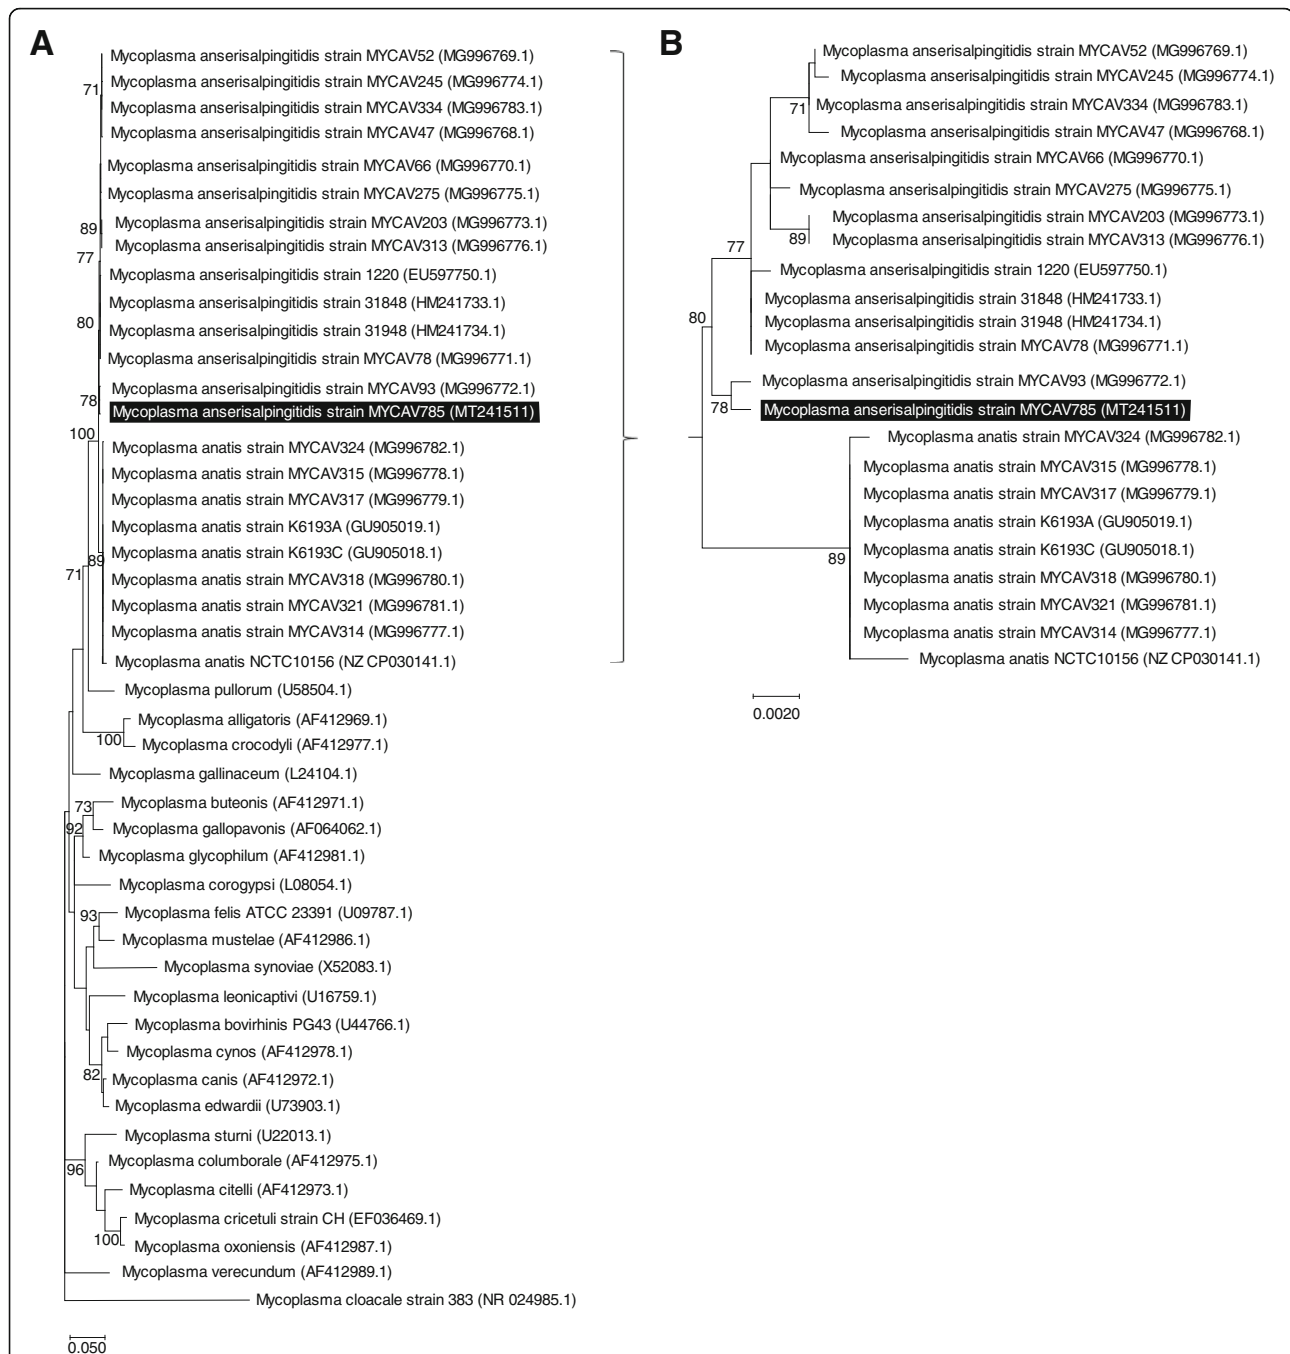 A
Mycoplasma anserisalpingitidis strain MYCAV52 (MG996769.1)
71
Mycoplasma anserisalpingitidis strain MYCAV245 (MG996774.1)
Mycoplasma anserisalpingitidis strain MYCAV334 (MG996783.1)
Mycoplasma anserisalpingitidis strain MYCAV47 (MG996768.1)
Mycoplasma anserisalpingitidis strain MYCAV66 (MG996770.1)
Mycoplasma anserisalpingitidis strain MYCAV275 (MG996775.1)
89
Mycoplasma anserisalpingitidis strain MYCAV203 (MG996773.1)
Mycoplasma anserisalpingitidis strain MYCAV313 (MG996776.1)
77
Mycoplasma anserisalpingitidis strain 1220 (EU597750.1)
Mycoplasma anserisalpingitidis strain 31848 (HM241733.1)
80
Mycoplasma anserisalpingitidis strain 31948 (HM241734.1)
Mycoplasma anserisalpingitidis strain MYCAV78 (MG996771.1)
Mycoplasma anserisalpingitidis strain MYCAV93 (MG996772.1)
78
Mycoplasma anserisalpingitidis strain MYCAV785 (MT241511)
100
Mycoplasma anatis strain MYCAV324 (MG996782.1)
Mycoplasma anatis strain MYCAV315 (MG996778.1)
Mycoplasma anatis strain MYCAV317 (MG996779.1)
Mycoplasma anatis strain K6193A (GU905019.1)
Mycoplasma anatis strain K6193C (GU905018.1)
89
71
Mycoplasma anatis strain MYCAV318 (MG996780.1)
Mycoplasma anatis strain MYCAV321 (MG996781.1)
Mycoplasma anatis strain MYCAV314 (MG996777.1)
Mycoplasma anatis NCTC10156 (NZ CP030141.1)
Mycoplasma pullorum (U58504.1)
Mycoplasma alligatoris (AF412969.1)
100
Mycoplasma crocodyli (AF412977.1)
Mycoplasma gallinaceum (L24104.1)
73
Mycoplasma buteonis (AF412971.1)
92
Mycoplasma gallopavonis (AF064062.1)
Mycoplasma glycophilum (AF412981.1)
Mycoplasma corogypsi (L08054.1)
93
Mycoplasma felis ATCC 23391 (U09787.1)
Mycoplasma mustelae (AF412986.1)
Mycoplasma synoviae (X52083.1)
Mycoplasma leonicaptivi (U16759.1)
Mycoplasma bovirhinis PG43 (U44766.1)
Mycoplasma cynos (AF412978.1)
82
Mycoplasma canis (AF412972.1)
Mycoplasma edwardii (U73903.1)
Mycoplasma sturni (U22013.1)
96
Mycoplasma columborale (AF412975.1)
Mycoplasma citelli (AF412973.1)
Mycoplasma cricetuli strain CH (EF036469.1)
100
Mycoplasma oxoniensis (AF412987.1)
Mycoplasma verecundum (AF412989.1)
Mycoplasma cloacale strain 383 (NR 024985.1)
0.050
B
Mycoplasma anserisalpingitidis strain MYCAV52 (MG996769.1)
Mycoplasma anserisalpingitidis strain MYCAV245 (MG996774.1)
71
Mycoplasma anserisalpingitidis strain MYCAV334 (MG996783.1)
Mycoplasma anserisalpingitidis strain MYCAV47 (MG996768.1)
Mycoplasma anserisalpingitidis strain MYCAV66 (MG996770.1)
Mycoplasma anserisalpingitidis strain MYCAV275 (MG996775.1)
Mycoplasma anserisalpingitidis strain MYCAV203 (MG996773.1)
89
Mycoplasma anserisalpingitidis strain MYCAV313 (MG996776.1)
77
Mycoplasma anserisalpingitidis strain 1220 (EU597750.1)
Mycoplasma anserisalpingitidis strain 31848 (HM241733.1)
80
Mycoplasma anserisalpingitidis strain 31948 (HM241734.1)
Mycoplasma anserisalpingitidis strain MYCAV78 (MG996771.1)
Mycoplasma anserisalpingitidis strain MYCAV93 (MG996772.1)
78
Mycoplasma anserisalpingitidis strain MYCAV785 (MT241511)
Mycoplasma anatis strain MYCAV324 (MG996782.1)
Mycoplasma anatis strain MYCAV315 (MG996778.1)
Mycoplasma anatis strain MYCAV317 (MG996779.1)
Mycoplasma anatis strain K6193A (GU905019.1)
Mycoplasma anatis strain K6193C (GU905018.1)
89
Mycoplasma anatis strain MYCAV318 (MG996780.1)
Mycoplasma anatis strain MYCAV321 (MG996781.1)
Mycoplasma anatis strain MYCAV314 (MG996777.1)
Mycoplasma anatis NCTC10156 (NZ CP030141.1)
0.0020